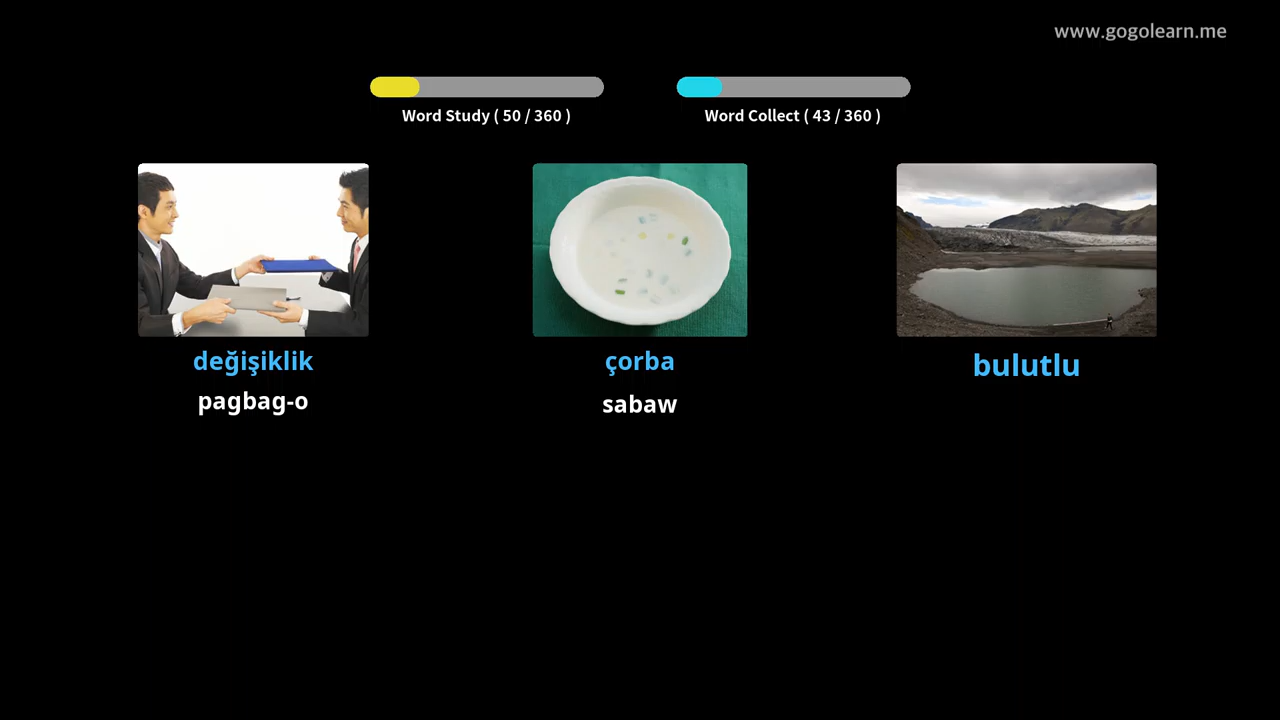 www.gogolearn.me
Word Study ( 50 / 360 )
Word Collect ( 43 / 360 )
değişiklik
çorba
bulutlu
pagbag-o
sabaw